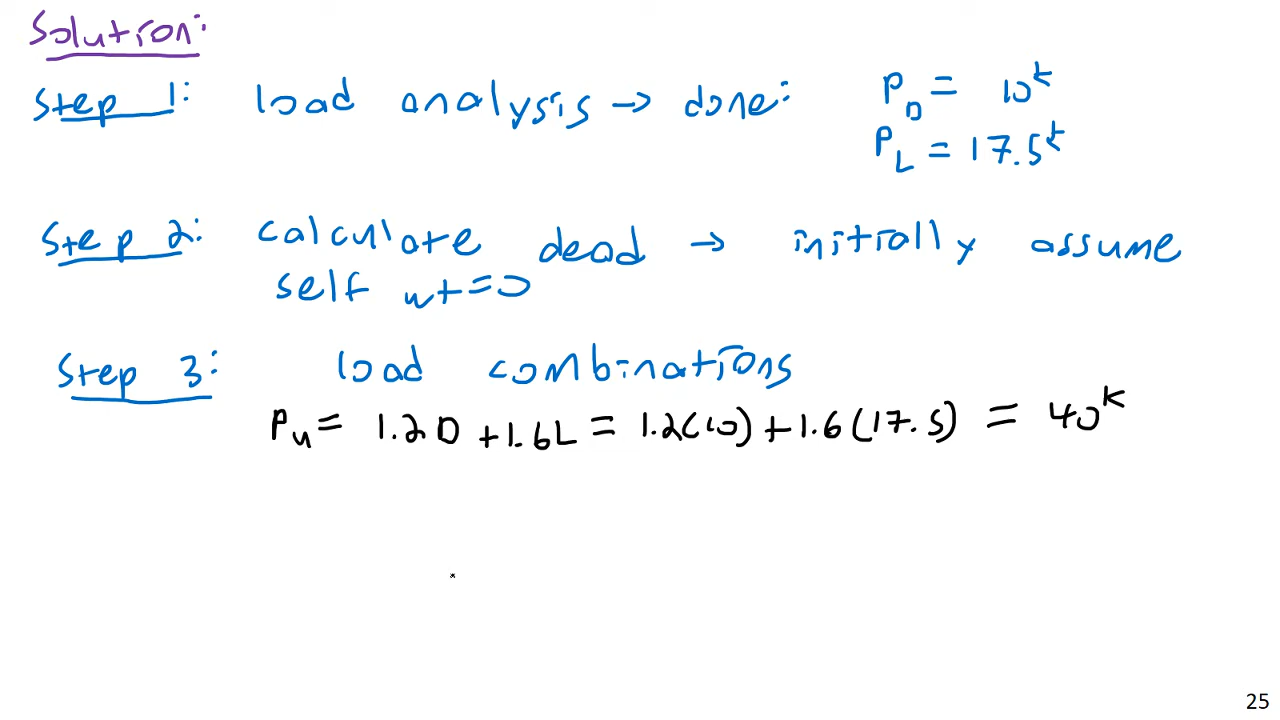 Solution:
Step 1: load analysis → done: P_D = 10^k
P_L = 17.5^k
Step 2: calculate dead → initially assume
self wt = 0
Step 3: load combinations
P_u = 1.2D + 1.6L = 1.2(10) + 1.6(17.5) = 40^k
25